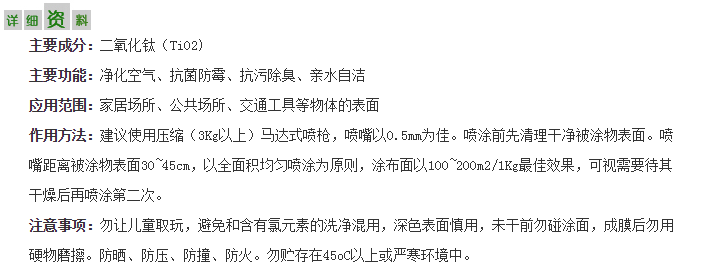 详细资料
主要成分：二氧化钛（TiO2)
主要功能：净化空气、抗菌防霉、抗污除臭、亲水自洁
应用范围：家居场所、公共场所、交通工具等物体的表面
作用方法：建议使用压缩（3Kg以上）马达式喷枪，喷嘴以0.5mm为佳。喷涂前先清理干净被涂物表面。喷
嘴距离被涂物表面30~45cm，以全面积均匀喷涂为原则，涂布面以100~200m2/1Kg最佳效果，可视需要待其
干燥后再喷涂第二次。
注意事项：勿让儿童取玩，避免和含有氯元素的洗净混用，深色表面慎用，未干前勿碰涂面，成膜后勿用
硬物磨擦。防晒、防压、防撞、防火。勿贮存在45oC以上或严寒环境中。